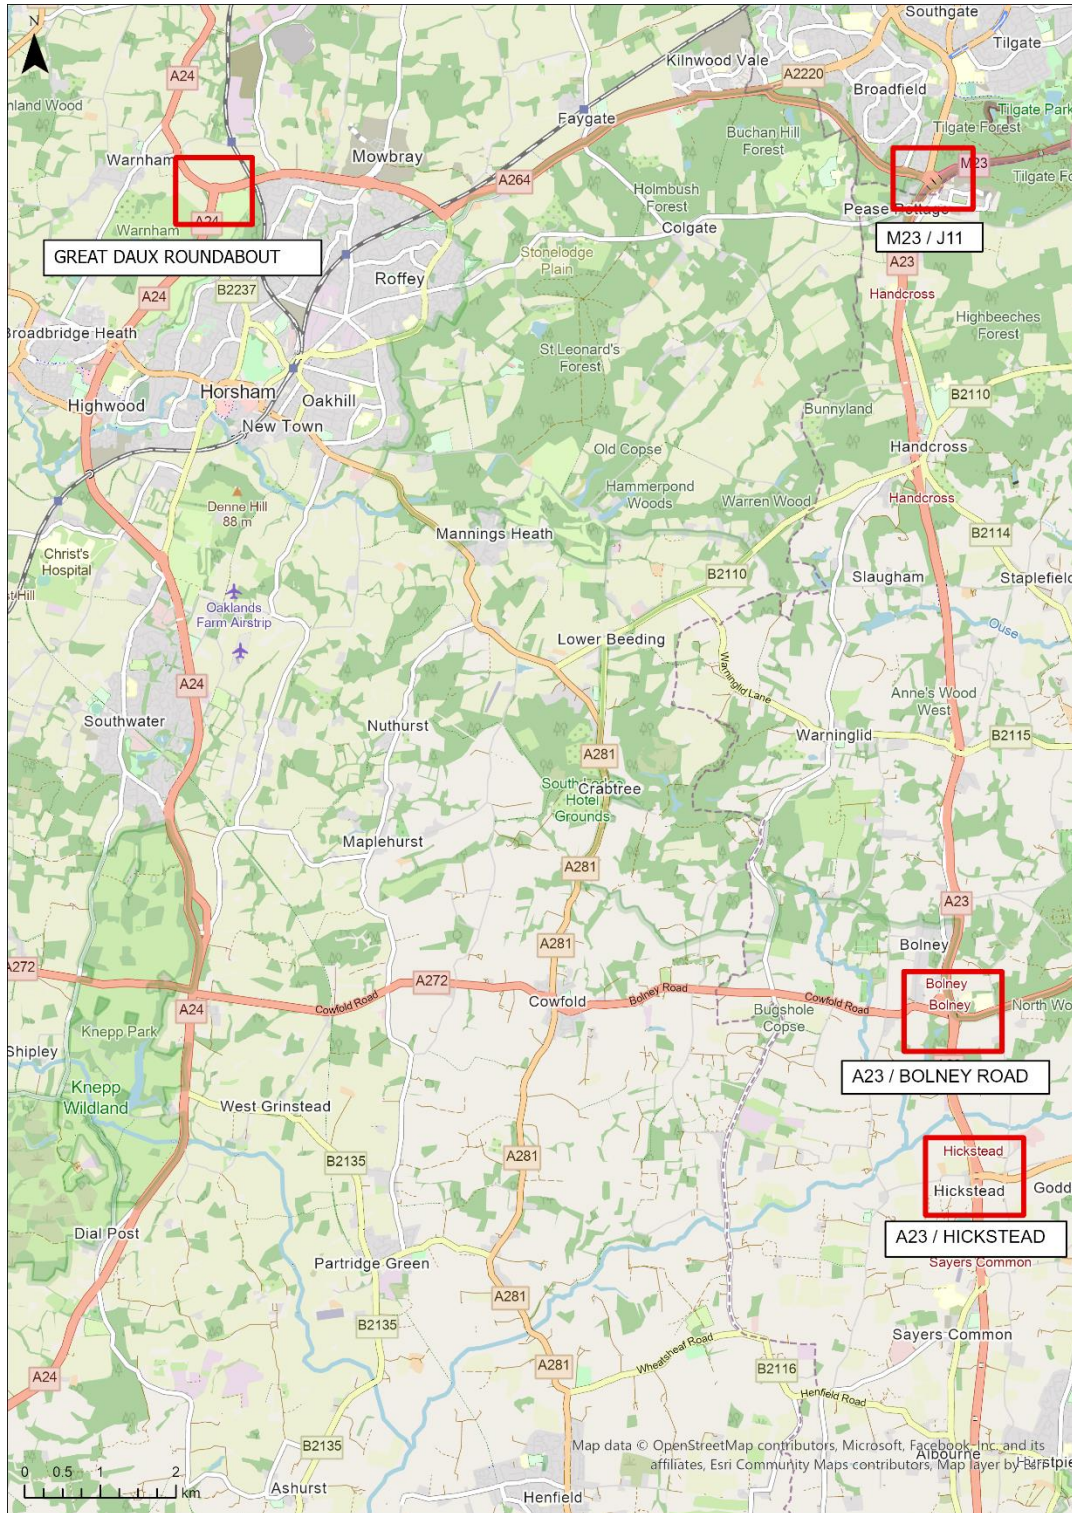 N
Southgate
Tilgate
Kilnwood Vale
A24
A2220
Broadfield
Tilgate Park
nland Wood
Faygate
Buchan Hill
Forest
Tilgate Forest
Warnham
Mowbray
M23
A264
Tilgate Fo
Holmbush
Forest
A24
Warnham
Colgate
Pease Pottage
GREAT DAUX ROUNDABOUT
M23 / J11
Stonelodge
Plain
A23
B2237
Roffey
A24
Handcross
Highbeeches
Forest
Broadbridge Heath
St Leonard's
Forest
Horsham
Oakhill
B2110
Highwood
New Town
Bunnyland
Old Copse
Handcross
Hammerpond
Woods
Warren Wood
Handcross
Denne Hill
88 m
Mannings Heath
B2114
Christ's
Hospital
B2110
Slaugham
Staplefield
st Hill
Oaklands
Farm Airstrip
Ouse
Lower Beeding
Warninglid Lane
A24
Anne's Wood
West
Southwater
Nuthurst
Warninglid
B2115
A281
South Lodge
Hotel
Grounds
Crabtree
Maplehurst
A281
A23
A281
Bolney
A272
A272
Cowfold Road
Cowfold
Bolney Road
Cowfold Road
Bolney
Bolney
North Wo
A24
Bugshole
Copse
Knepp Park
Shipley
A23 / BOLNEY ROAD
Knepp
Wildland
West Grinstead
A281
Hickstead
B2135
Hickstead
Godd
Dial Post
A23 / HICKSTEAD
Partridge Green
Sayers Common
A281
B2135
Sayers Common
Wheatsheaf Road
A24
A281
B2116
Henfield Road
B2135
Map data © OpenStreetMap contributors, Microsoft, Facebook, Inc. and its
affiliates, Esri Community Maps contributors, Map layer by Esri
Albourne
Hurstpie
0 0.5 1 2
km
Ashurst
Henfield